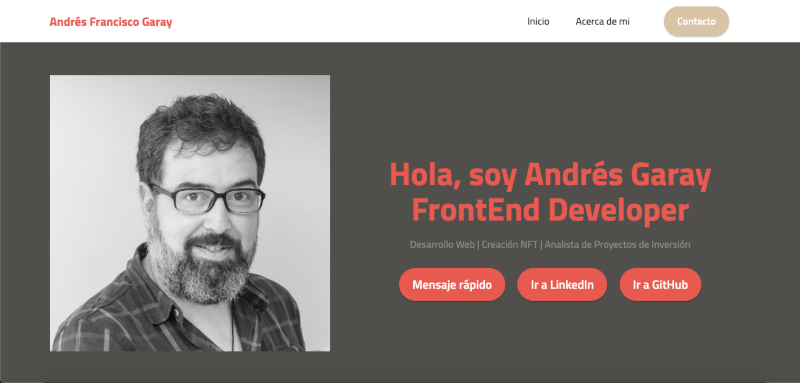 Andrés Francisco Garay
Inicio
Acerca de mi
Contacto
Hola, soy Andrés Garay
FrontEnd Developer
Desarrollo Web | Creación NFT | Analista de Proyectos de Inversión
Mensaje rápido
Ir a LinkedIn
Ir a GitHub